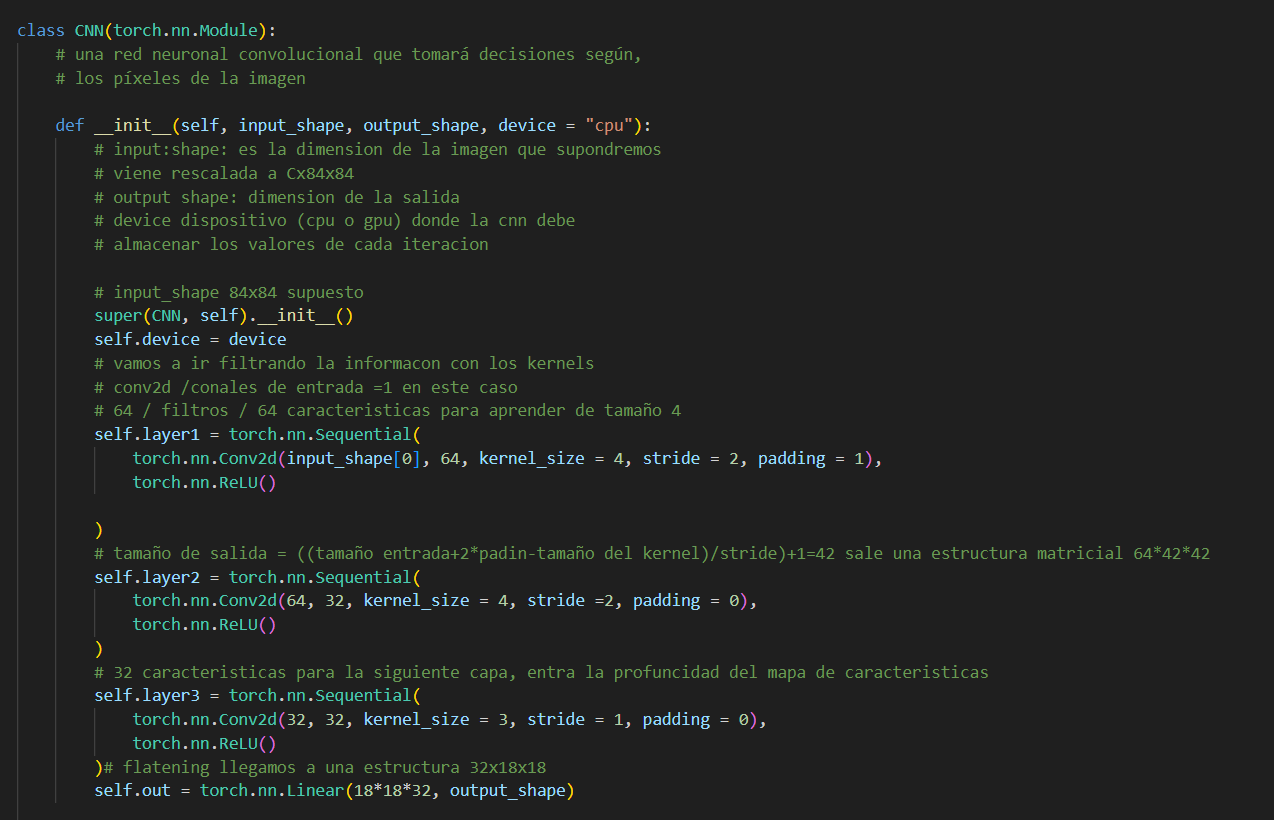 class CNN(torch.nn.Module):
    # una red neuronal convolucional que tomará decisiones según,
    # los píxeles de la imagen
    def __init__(self, input_shape, output_shape, device = "cpu"):
        # input:shape: es la dimension de la imagen que supondremos
        # viene rescalada a Cx84x84
        # output shape: dimension de la salida
        # device dispositivo (cpu o gpu) donde la cnn debe
        # almacenar los valores de cada iteracion
        # input_shape 84x84 supuesto
        super(CNN, self).__init__()
        self.device = device
        # vamos a ir filtrando la informacon con los kernels
        # conv2d /conales de entrada =1 en este caso
        # 64 / filtros / 64 caracteristicas para aprender de tamaño 4
        self.layer1 = torch.nn.Sequential(
            torch.nn.Conv2d(input_shape[0], 64, kernel_size = 4, stride = 2, padding = 1),
            torch.nn.ReLU()
        )
        # tamaño de salida = ((tamaño entrada+2*padin-tamaño del kernel)/stride)+1=42 sale una estructura matricial 64*42*42
        self.layer2 = torch.nn.Sequential(
            torch.nn.Conv2d(64, 32, kernel_size = 4, stride =2, padding = 0),
            torch.nn.ReLU()
        )
        # 32 caracteristicas para la siguiente capa, entra la profuncidad del mapa de caracteristicas
        self.layer3 = torch.nn.Sequential(
            torch.nn.Conv2d(32, 32, kernel_size = 3, stride = 1, padding = 0),
            torch.nn.ReLU()
        )# flatening llegamos a una estructura 32x18x18
        self.out = torch.nn.Linear(18*18*32, output_shape)